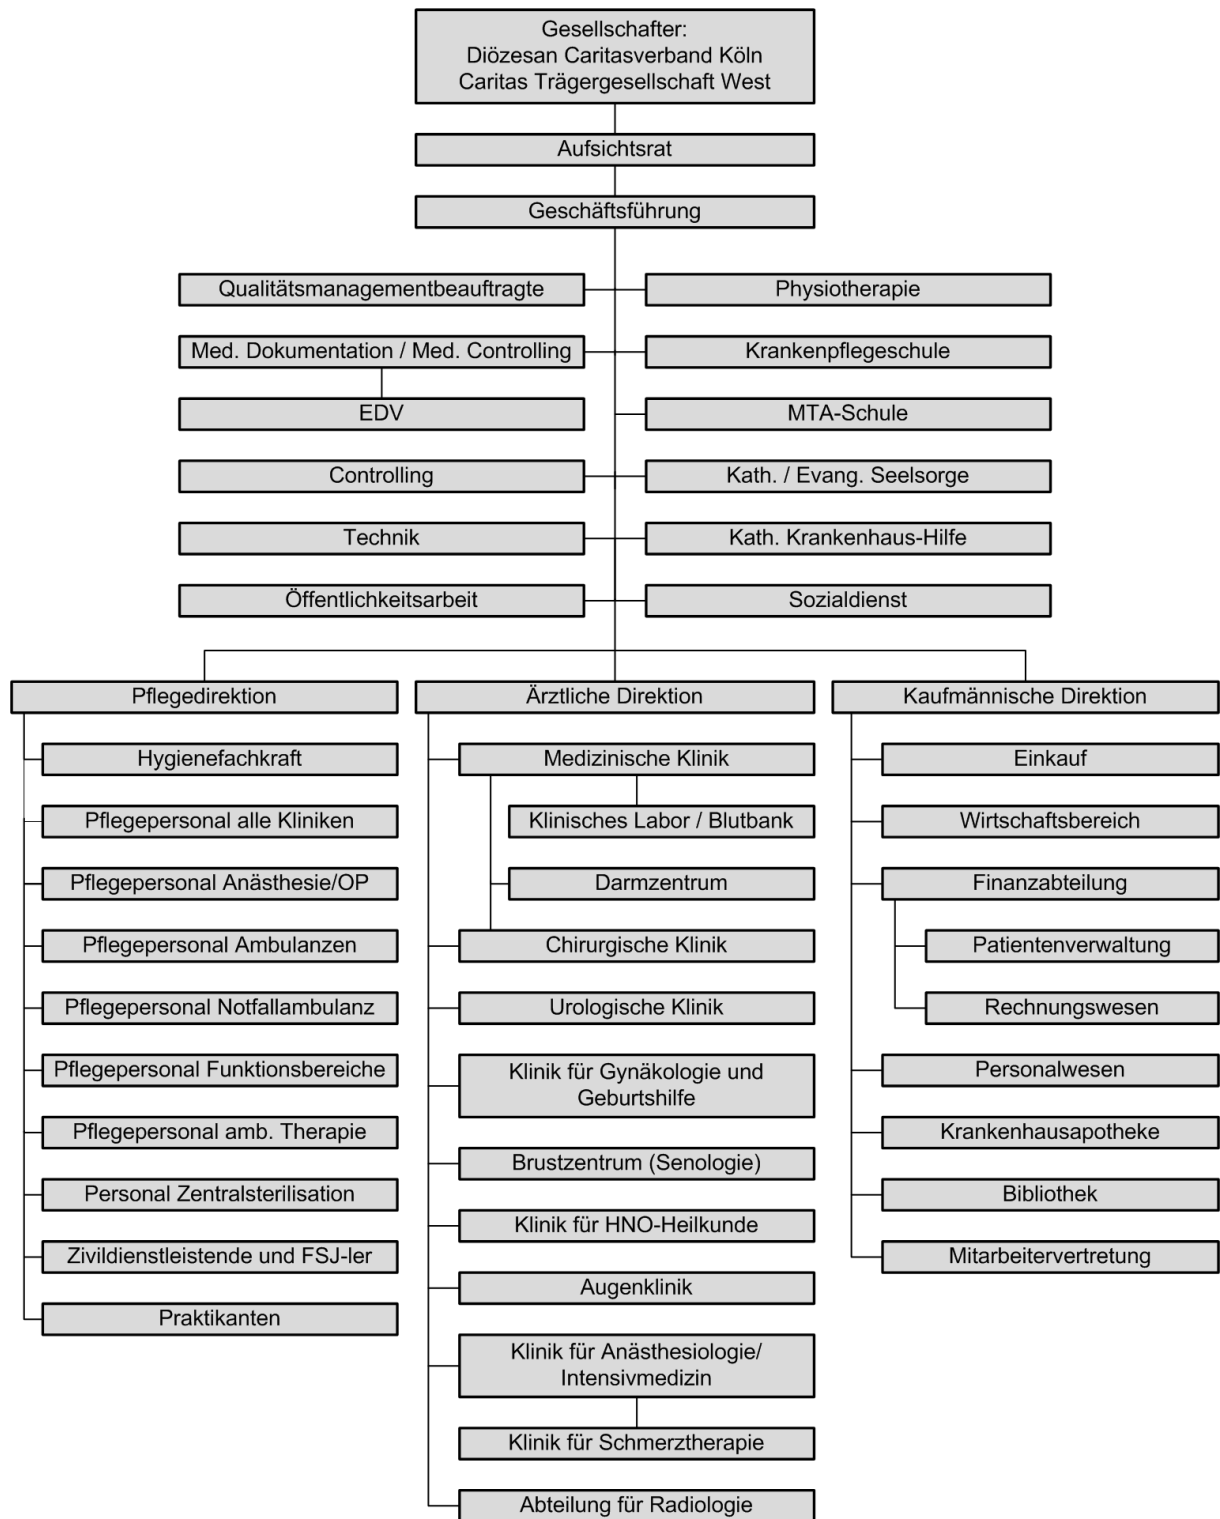 Gesellschafter:
Diözesan Caritasverband Köln
Caritas Trägergesellschaft West
Aufsichtsrat
Geschäftsführung
Qualitätsmanagementbeauftragte
Physiotherapie
Med. Dokumentation / Med. Controlling
Krankenpflegeschule
EDV
MTA-Schule
Controlling
Kath. / Evang. Seelsorge
Technik
Kath. Krankenhaus-Hilfe
Öffentlichkeitsarbeit
Sozialdienst
Pflegedirektion
Hygienefachkraft
Pflegepersonal alle Kliniken
Pflegepersonal Anästhesie/OP
Pflegepersonal Ambulanzen
Pflegepersonal Notfallambulanz
Pflegepersonal Funktionsbereiche
Pflegepersonal amb. Therapie
Personal Zentralsterilisation
Zivildienstleistende und FSJ-ler
Praktikanten
Ärztliche Direktion
Medizinische Klinik
Klinisches Labor / Blutbank
Darmzentrum
Chirurgische Klinik
Urologische Klinik
Klinik für Gynäkologie und
Geburtshilfe
Brustzentrum (Senologie)
Klinik für HNO-Heilkunde
Augenklinik
Klinik für Anästhesiologie/
Intensivmedizin
Klinik für Schmerztherapie
Abteilung für Radiologie
Kaufmännische Direktion
Einkauf
Wirtschaftsbereich
Finanzabteilung
Patientenverwaltung
Rechnungswesen
Personalwesen
Krankenhausapotheke
Bibliothek
Mitarbeitervertretung